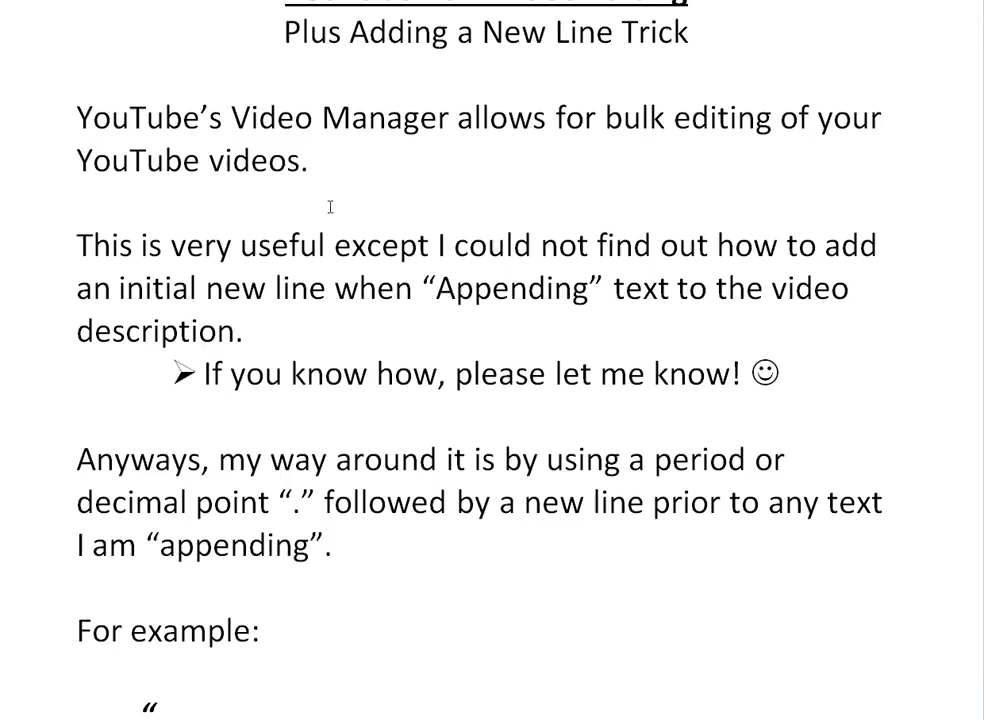 Plus Adding a New Line Trick
YouTube’s Video Manager allows for bulk editing of your
YouTube videos.
This is very useful except I could not find out how to add
an initial new line when “Appending” text to the video
description.
➢ If you know how, please let me know! ☺
Anyways, my way around it is by using a period or
decimal point “.” followed by a new line prior to any text
I am “appending”.
For example:
“